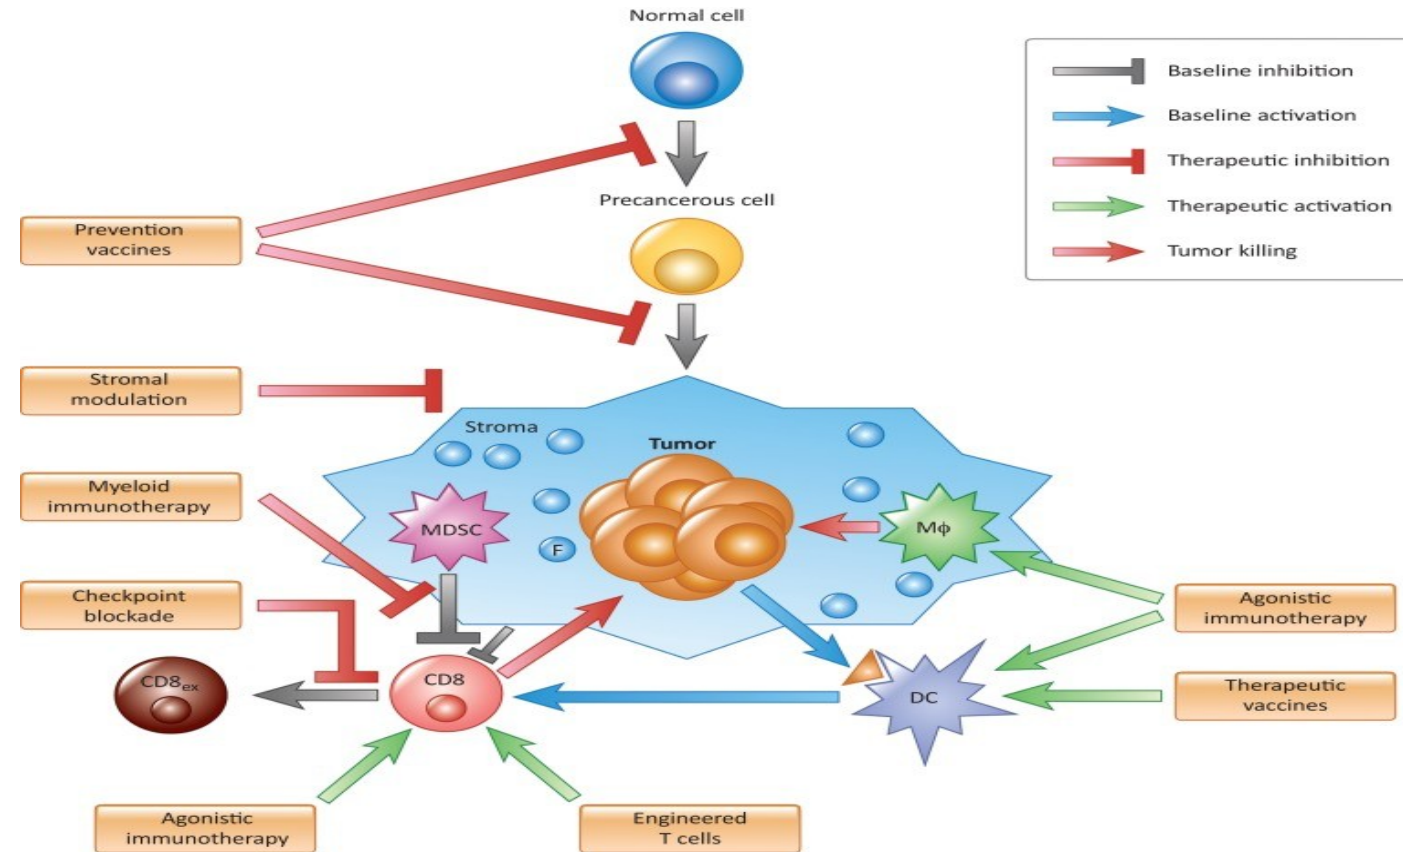 Normal cell
Baseline inhibition
Baseline activation
Therapeutic inhibition
Therapeutic activation
Tumor killing
Precancerous cell
Prevention
vaccines
Stromal
modulation
Stroma
Tumor
Myeloid
immunotherapy
MDSC
Mϕ
F
Checkpoint
blockade
Agonistic
immunotherapy
CD8ex
CD8
DC
Therapeutic
vaccines
Agonistic
immunotherapy
Engineered
T cells